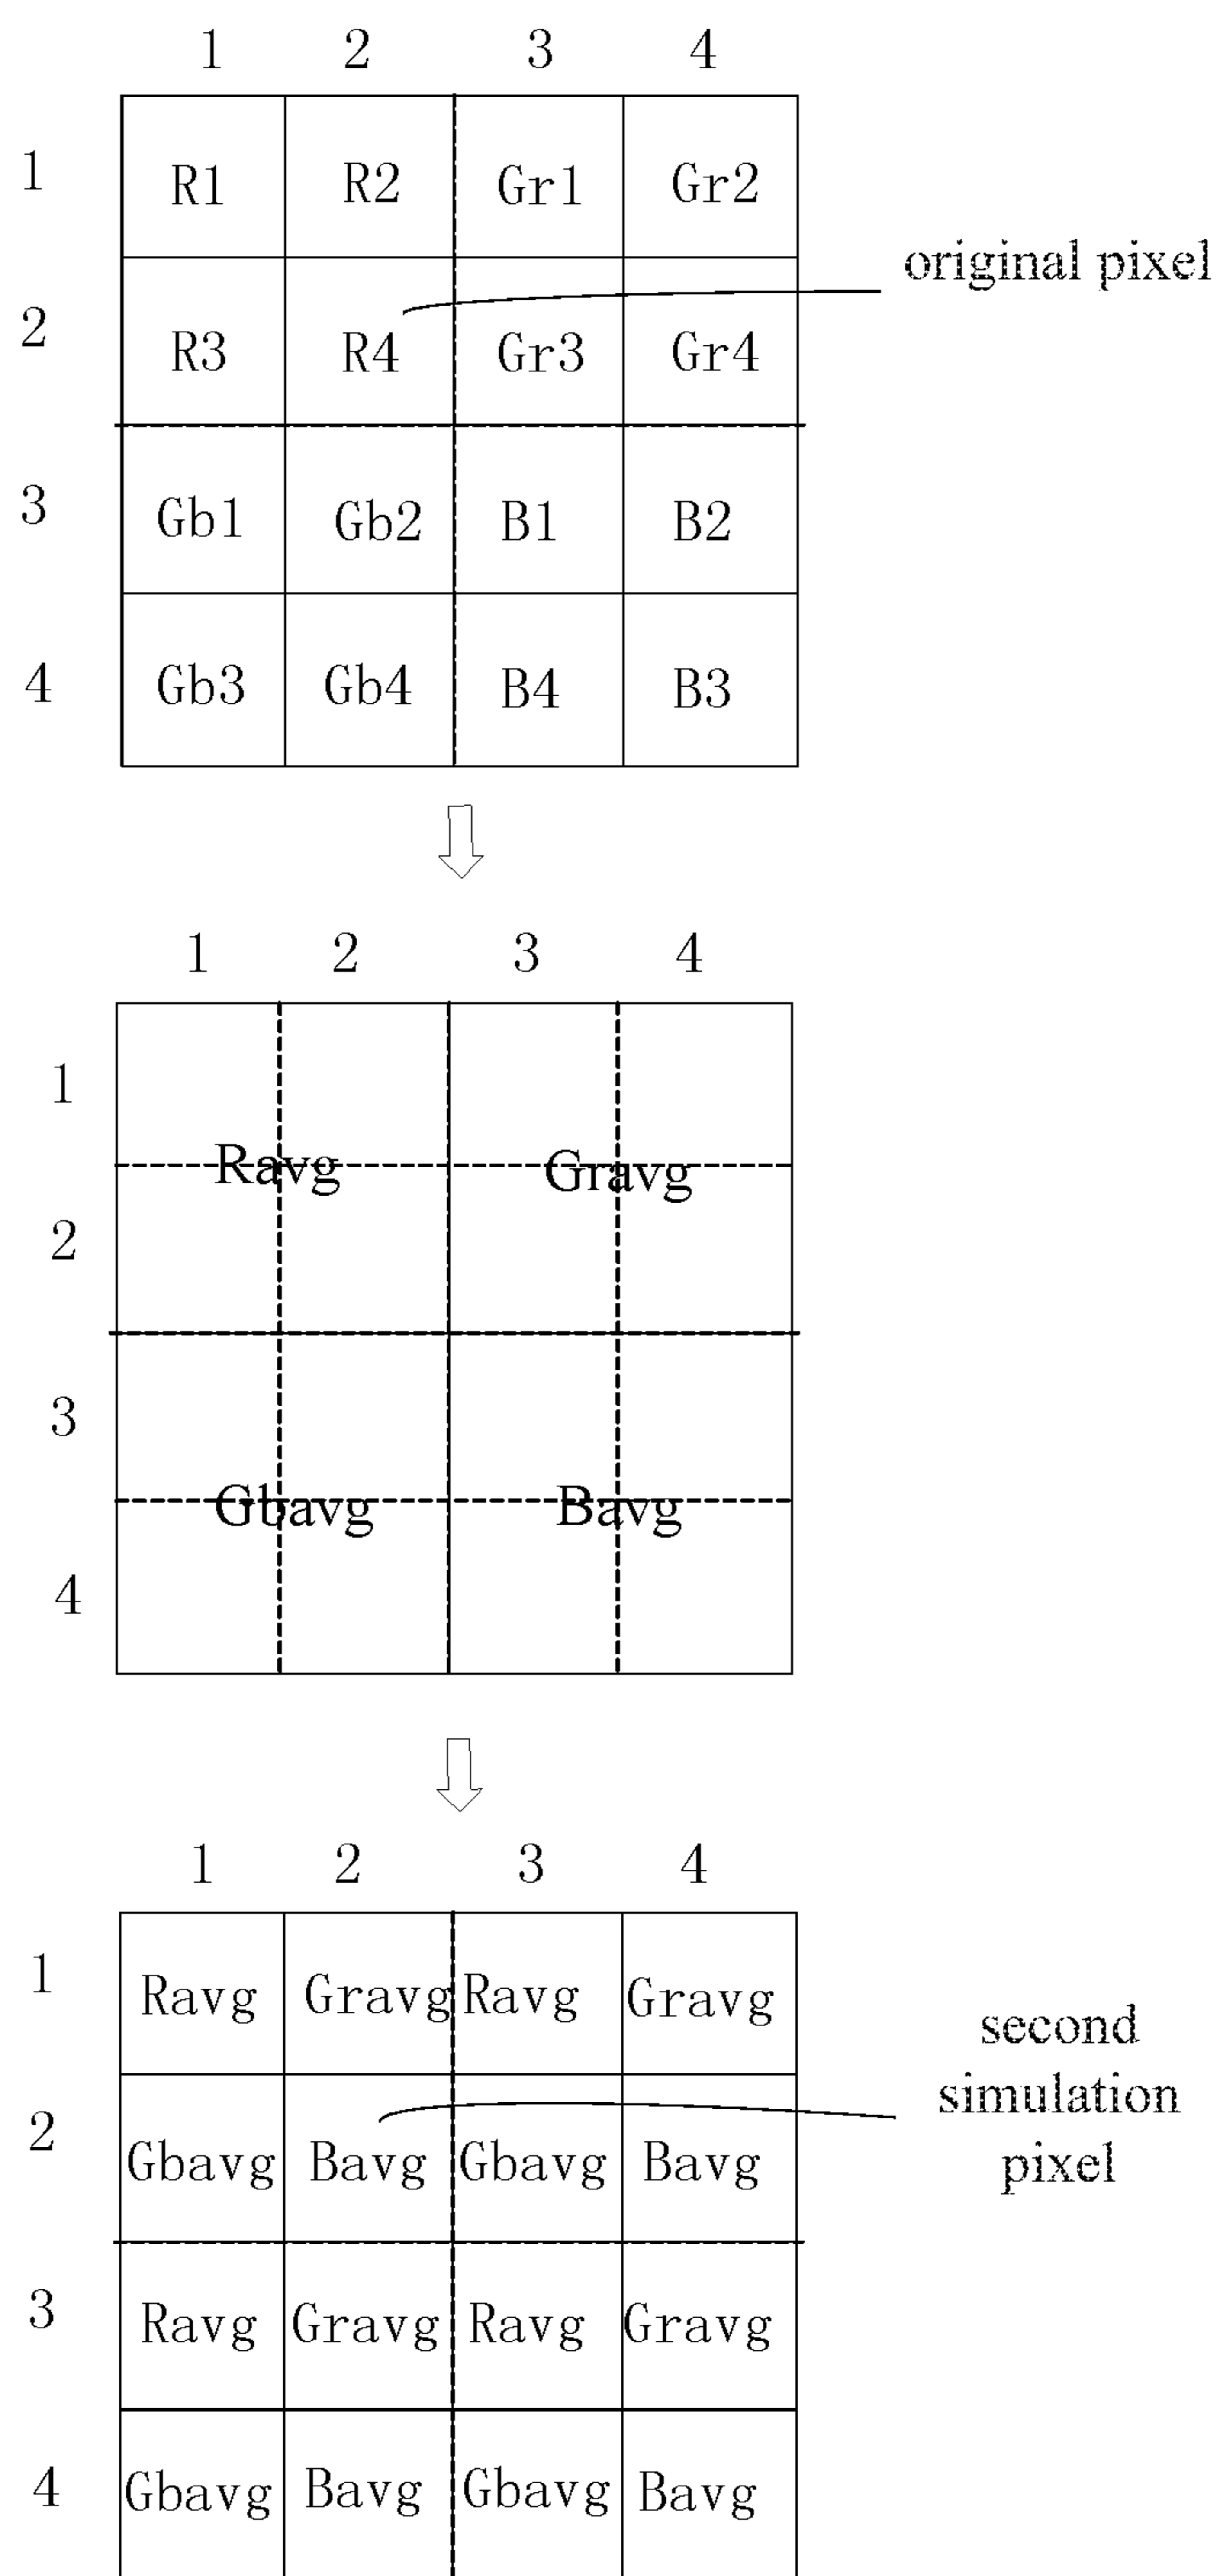 1 2 3 4
1 R1 R2 Gr1 Gr2
original pixel
2 R3 R4 Gr3 Gr4
3 Gb1 Gb2 B1 B2
4 Gb3 Gb4 B4 B3
1 2 3 4
1
Ravg Gravg
2
3
Gbavg Bavg
4
1 2 3 4
1 Ravg Gravg Ravg Gravg
second
simulation
pixel
2 Gbavg Bavg Gbavg Bavg
3 Ravg Gravg Ravg Gravg
4 Gbavg Bavg Gbavg Bavg